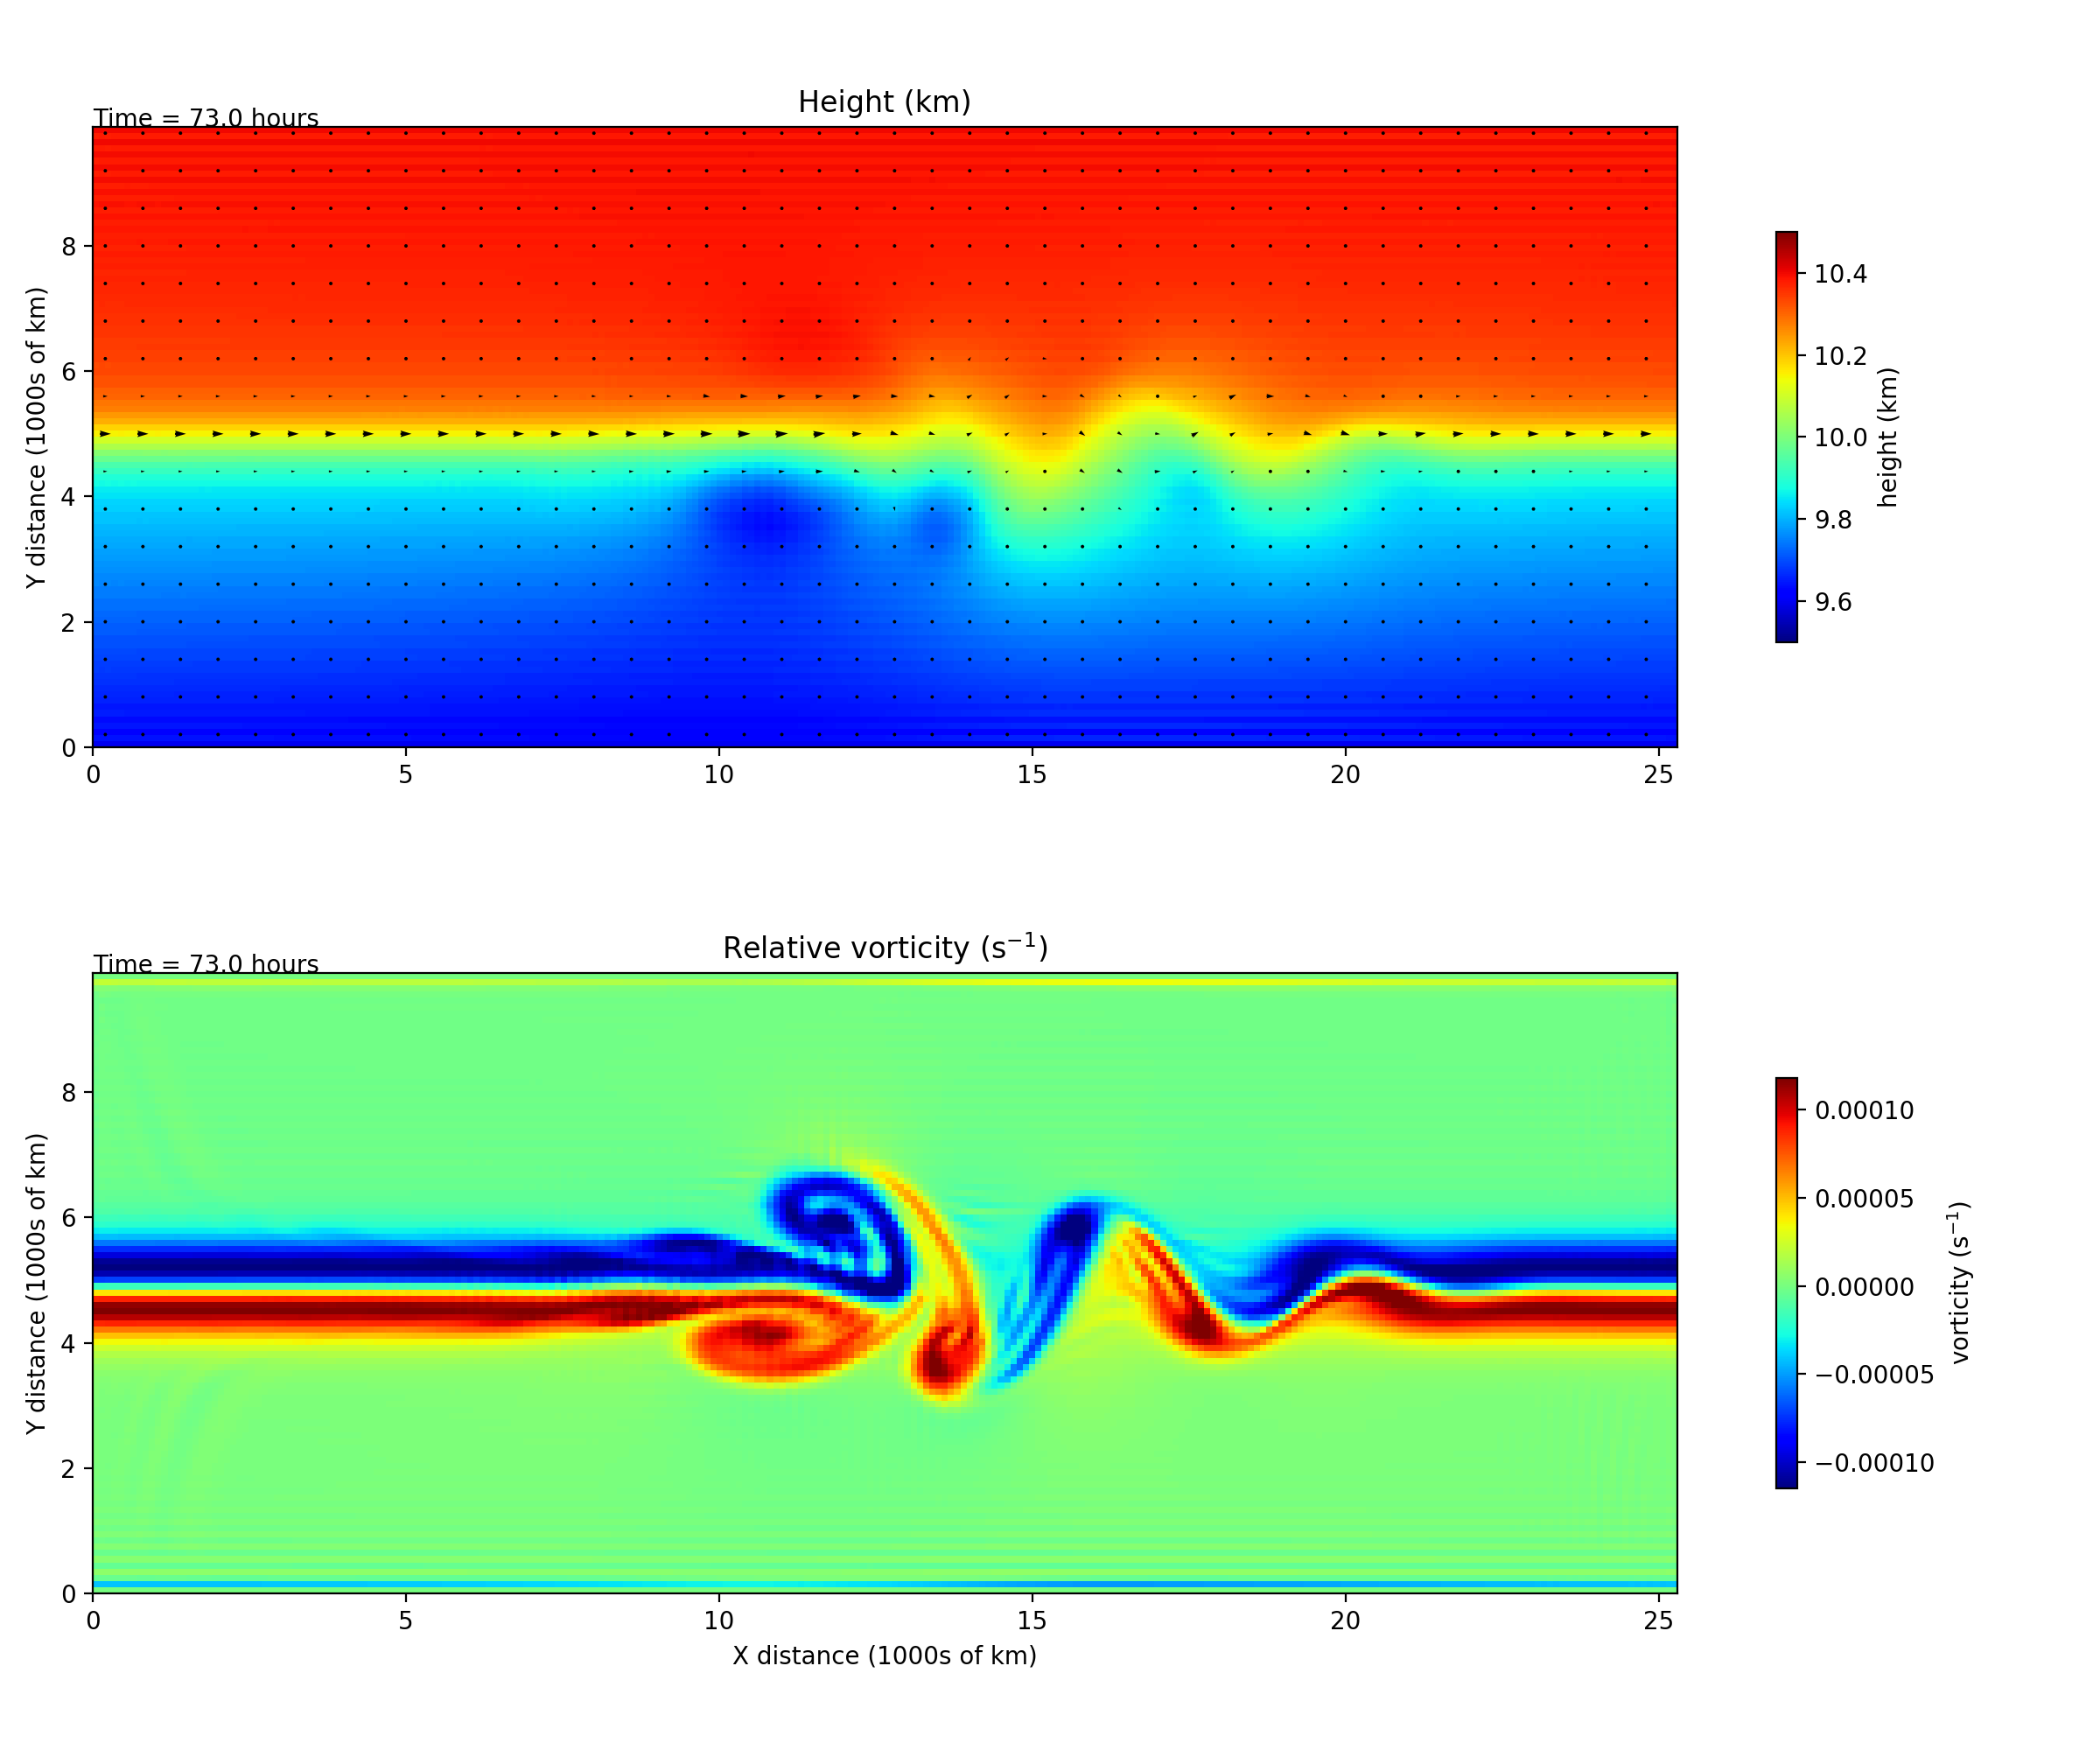 Height (km)
Time = 73.0 hours
Y distance (1000s of km)
8
6
4
2
0
0 5 10 15 20 25
10.4
10.2
10.0
9.8
9.6
height (km)
Relative vorticity (s⁻¹)
Time = 73.0 hours
Y distance (1000s of km)
8
6
4
2
0
0 5 10 15 20 25
X distance (1000s of km)
0.00010
0.00005
0.00000
−0.00005
−0.00010
vorticity (s⁻¹)